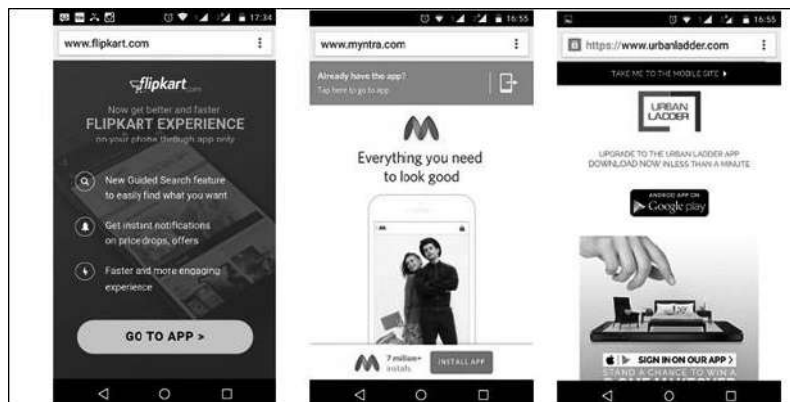 17:34
www.flipkart.com
flipkart.com
Now get better and faster
FLIPKART EXPERIENCE
on your phone through app only
New Guided Search feature
to easily find what you want
Get instant notifications
on price drops, offers
Faster and more engaging
experience
GO TO APP >
16:55
www.myntra.com
Already have the app?
Tap here to go to app
Everything you need
to look good
7 million+
installs
INSTALL APP
16:55
https://www.urbanladder.com
TAKE ME TO THE MOBILE SITE
URBAN
LADDER
UPGRADE TO THE URBAN LADDER APP
DOWNLOAD NOW IN LESS THAN A MINUTE
ANDROID APP ON
Google play
SIGN IN ON OUR APP >
STAND A CHANCE TO WIN A